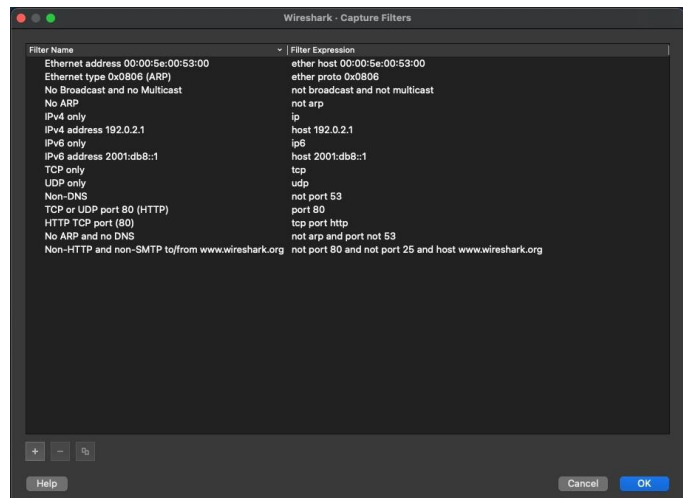 Wireshark · Capture Filters
Filter Name Filter Expression
Ethernet address 00:00:5e:00:53:00 ether host 00:00:5e:00:53:00
Ethernet type 0x0806 (ARP) ether proto 0x0806
No Broadcast and no Multicast not broadcast and not multicast
No ARP not arp
IPv4 only ip
IPv4 address 192.0.2.1 host 192.0.2.1
IPv6 only ip6
IPv6 address 2001:db8::1 host 2001:db8::1
TCP only tcp
UDP only udp
Non-DNS not port 53
TCP or UDP port 80 (HTTP) port 80
HTTP TCP port (80) tcp port http
No ARP and no DNS not arp and port not 53
Non-HTTP and non-SMTP to/from www.wireshark.org not port 80 and not port 25 and host www.wireshark.org
Help Cancel OK